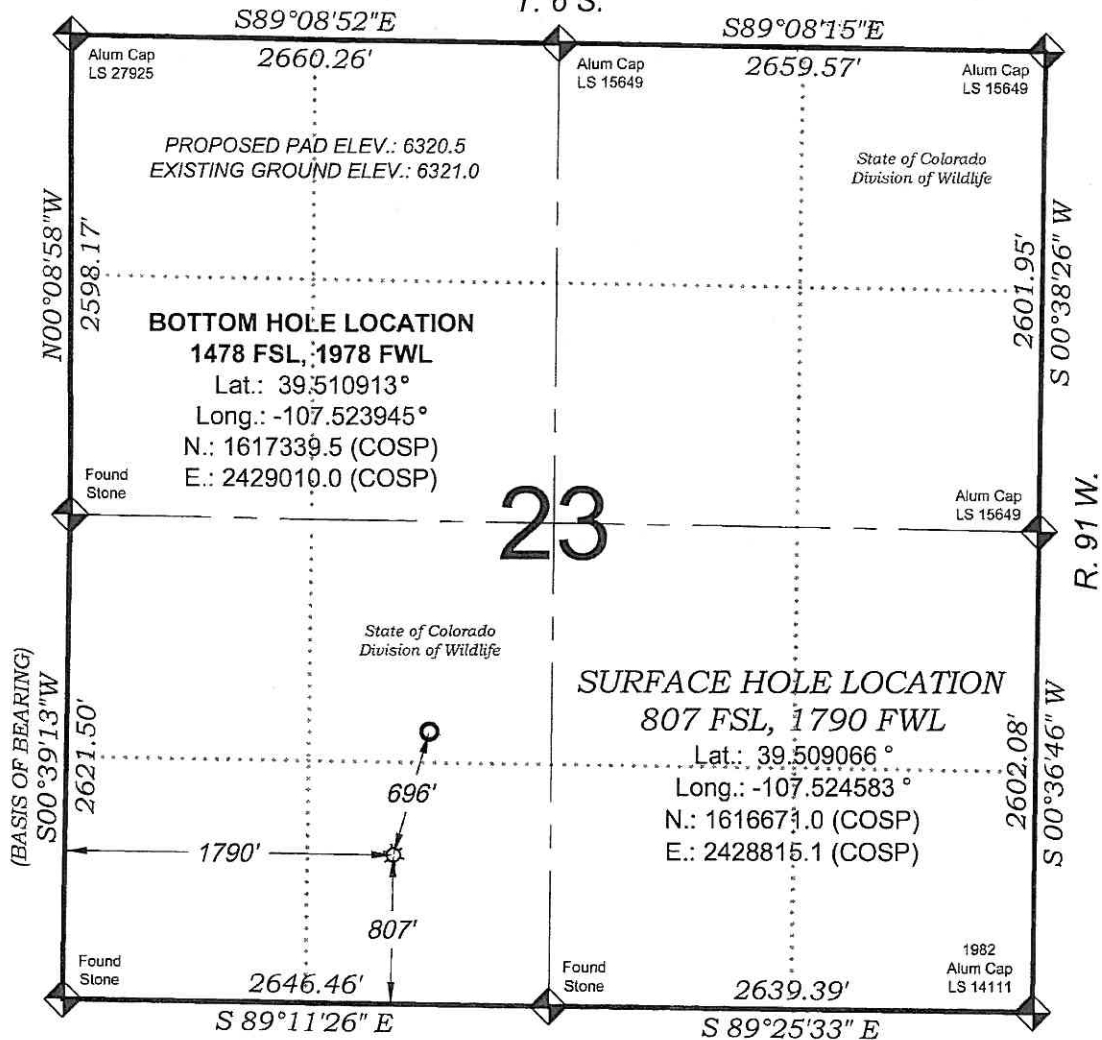 T. 6 S.
S89°08'52"E
S89°08'15"E
2660.26'
2659.57'
Alum Cap
LS 27925
Alum Cap
LS 15649
Alum Cap
LS 15649
PROPOSED PAD ELEV.: 6320.5
EXISTING GROUND ELEV.: 6321.0
State of Colorado
Division of Wildlife
N00°08'58"W
2598.17'
2601.95'
S 00°38'26" W
BOTTOM HOLE LOCATION
1478 FSL, 1978 FWL
Lat.: 39.510913°
Long.: -107.523945°
N.: 1617339.5 (COSP)
E.: 2429010.0 (COSP)
Found
Stone
23
Alum Cap
LS 15649
R. 91 W.
State of Colorado
Division of Wildlife
(BASIS OF BEARING)
S00°39'13"W
2621.50'
SURFACE HOLE LOCATION
807 FSL, 1790 FWL
Lat.: 39.509066 °
Long.: -107.524583 °
N.: 1616671.0 (COSP)
E.: 2428815.1 (COSP)
2602.08'
S 00°36'46" W
696'
1790'
807'
Found
Stone
Found
Stone
1982
Alum Cap
LS 14111
2646.46'
2639.39'
S 89°11'26" E
S 89°25'33" E